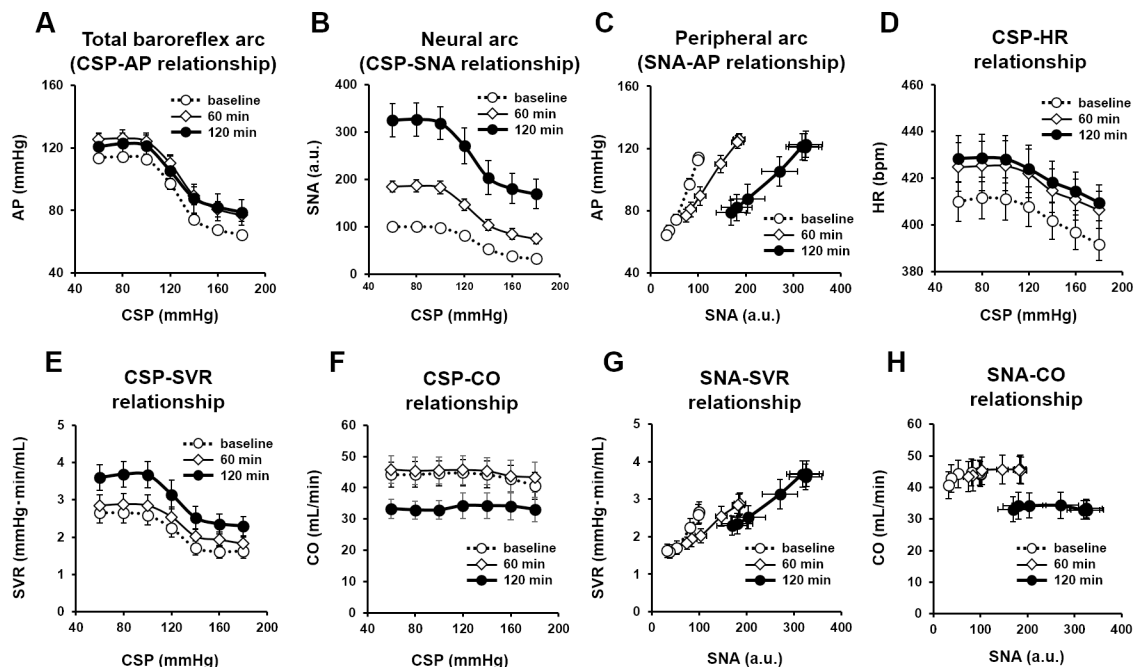 A
Total baroreflex arc
(CSP-AP relationship)
160
120
80
40
AP (mmHg)
baseline
60 min
120 min
40 80 120 160 200
CSP (mmHg)
B
Neural arc
(CSP-SNA relationship)
400
300
200
100
0
SNA (a.u.)
baseline
60 min
120 min
40 80 120 160 200
CSP (mmHg)
C
Peripheral arc
(SNA-AP relationship)
160
120
80
40
AP (mmHg)
baseline
60 min
120 min
0 100 200 300 400
SNA (a.u.)
D
CSP-HR
relationship
460
440
420
400
380
HR (bpm)
baseline
60 min
120 min
40 80 120 160 200
CSP (mmHg)
E
CSP-SVR
relationship
5
4
3
2
1
0
SVR (mmHg·min/mL)
baseline
60 min
120 min
40 80 120 160 200
CSP (mmHg)
F
CSP-CO
relationship
60
50
40
30
20
10
0
CO (mL/min)
baseline
60 min
120 min
40 80 120 160 200
CSP (mmHg)
G
SNA-SVR
relationship
5
4
3
2
1
0
SVR (mmHg·min/mL)
baseline
60 min
120 min
0 100 200 300 400
SNA (a.u.)
H
SNA-CO
relationship
60
50
40
30
20
10
0
CO (mL/min)
baseline
60 min
120 min
0 100 200 300 400
SNA (a.u.)